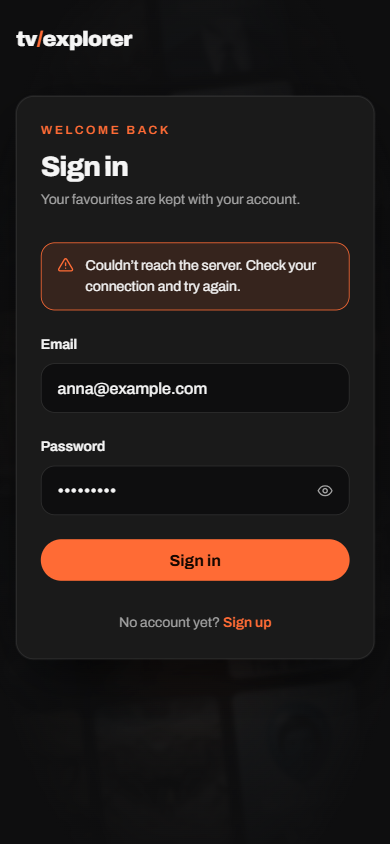 tv/explorer
WELCOME BACK
Sign in
Your favourites are kept with your account.
Couldn’t reach the server. Check your
connection and try again.
Email
anna@example.com
Password
•••••••••
Sign in
No account yet? Sign up